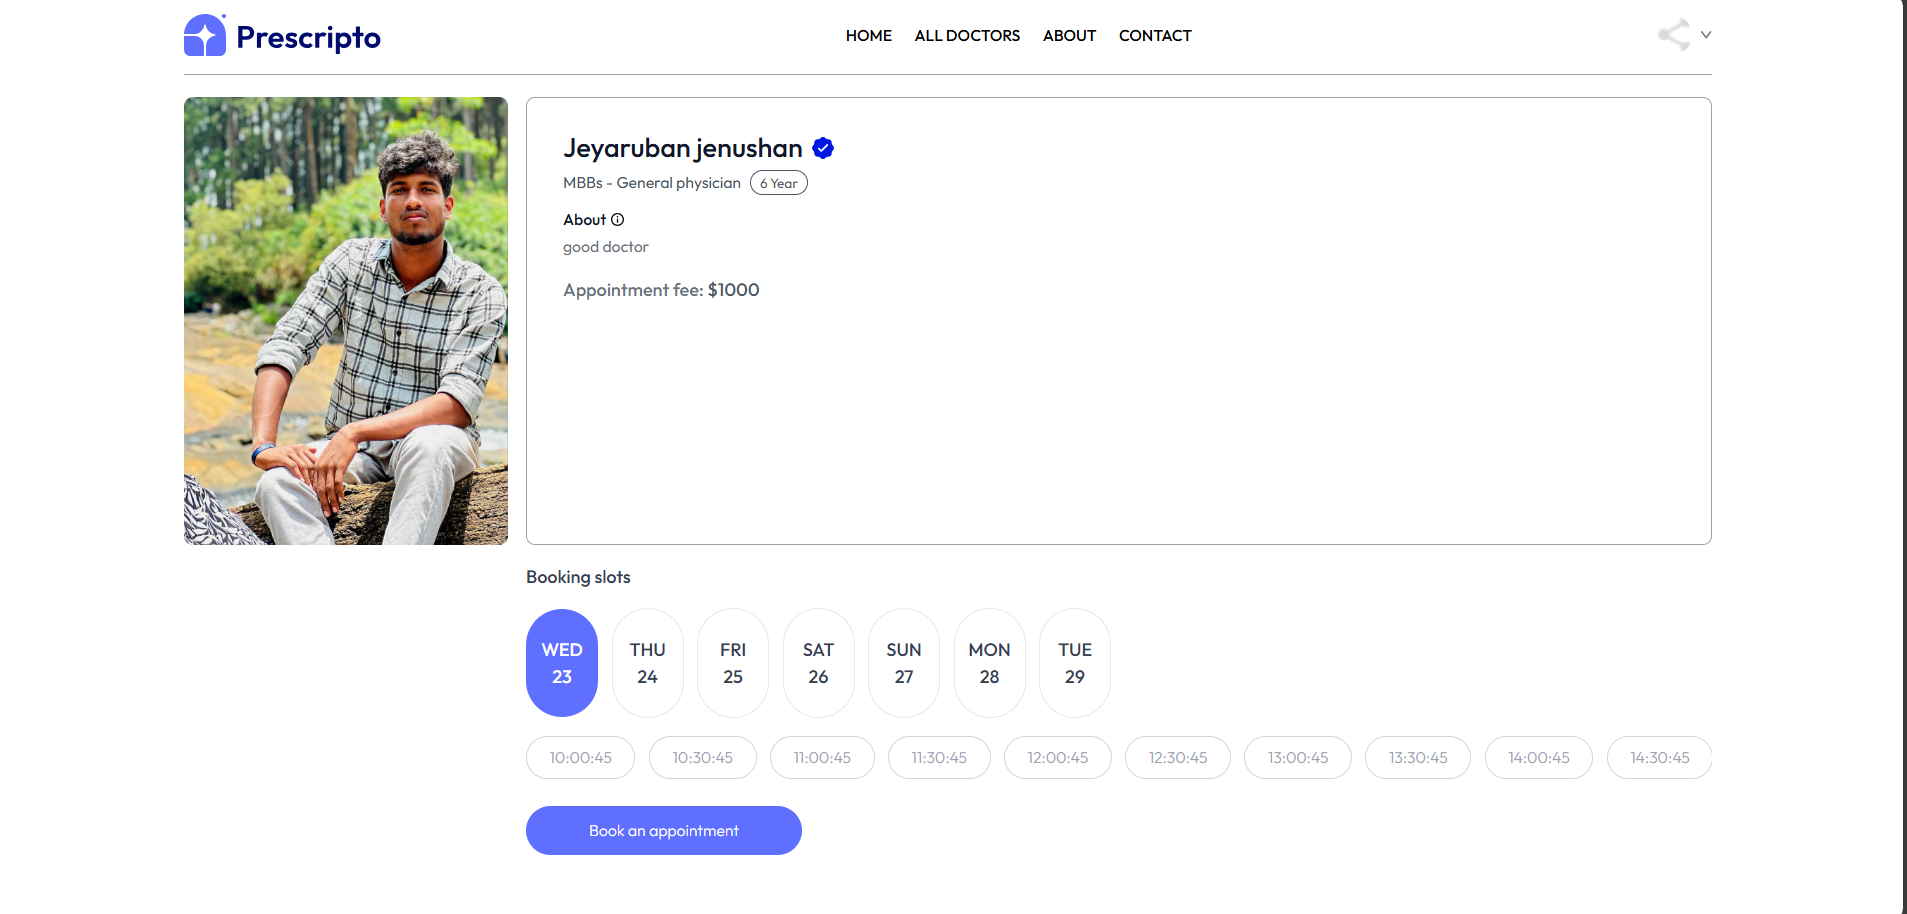 Prescripto
HOME ALL DOCTORS ABOUT CONTACT
Jeyaruban jenushan
MBBs - General physician 6 Year
About
good doctor
Appointment fee: $1000
Booking slots
WED THU FRI SAT SUN MON TUE
23 24 25 26 27 28 29
10:00:45 10:30:45 11:00:45 11:30:45 12:00:45 12:30:45 13:00:45 13:30:45 14:00:45 14:30:45
Book an appointment